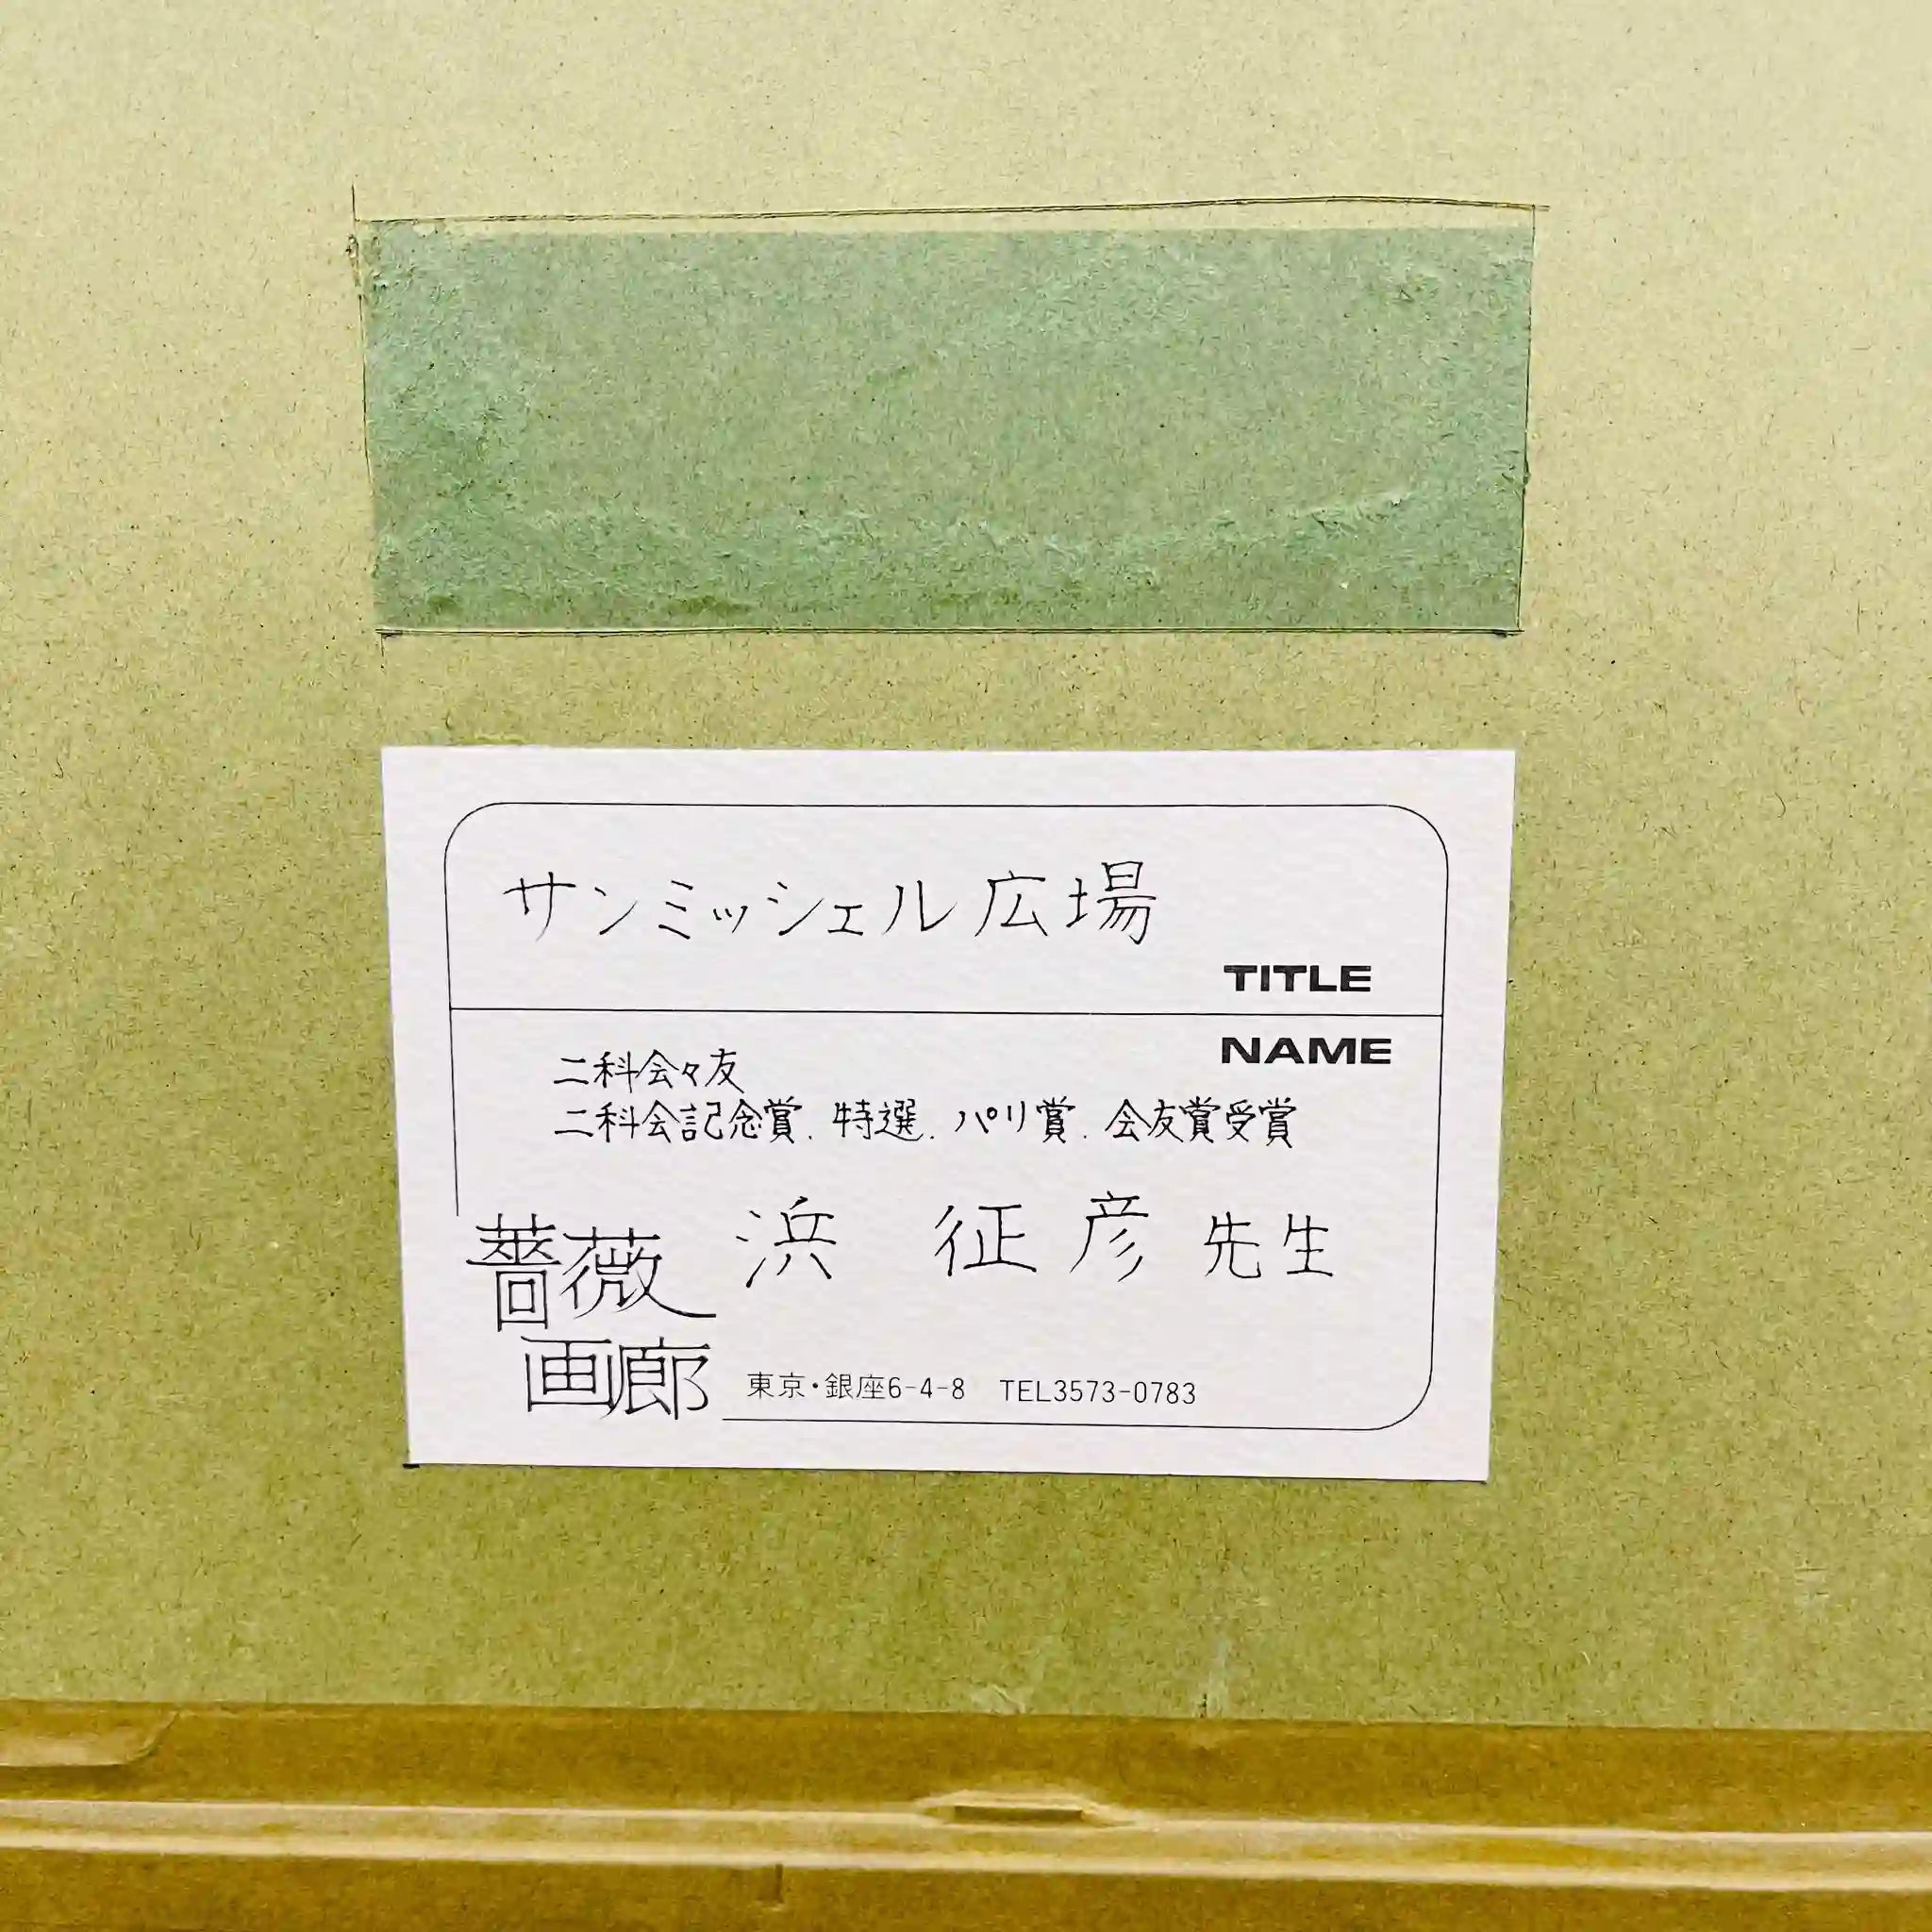 サンミッシェル広場
TITLE
NAME
二科会々友
二科会記念賞.特選.パリ賞.会友賞受賞
浜 征彦 先生
薔薇
画廊
東京・銀座6-4-8 TEL3573-0783